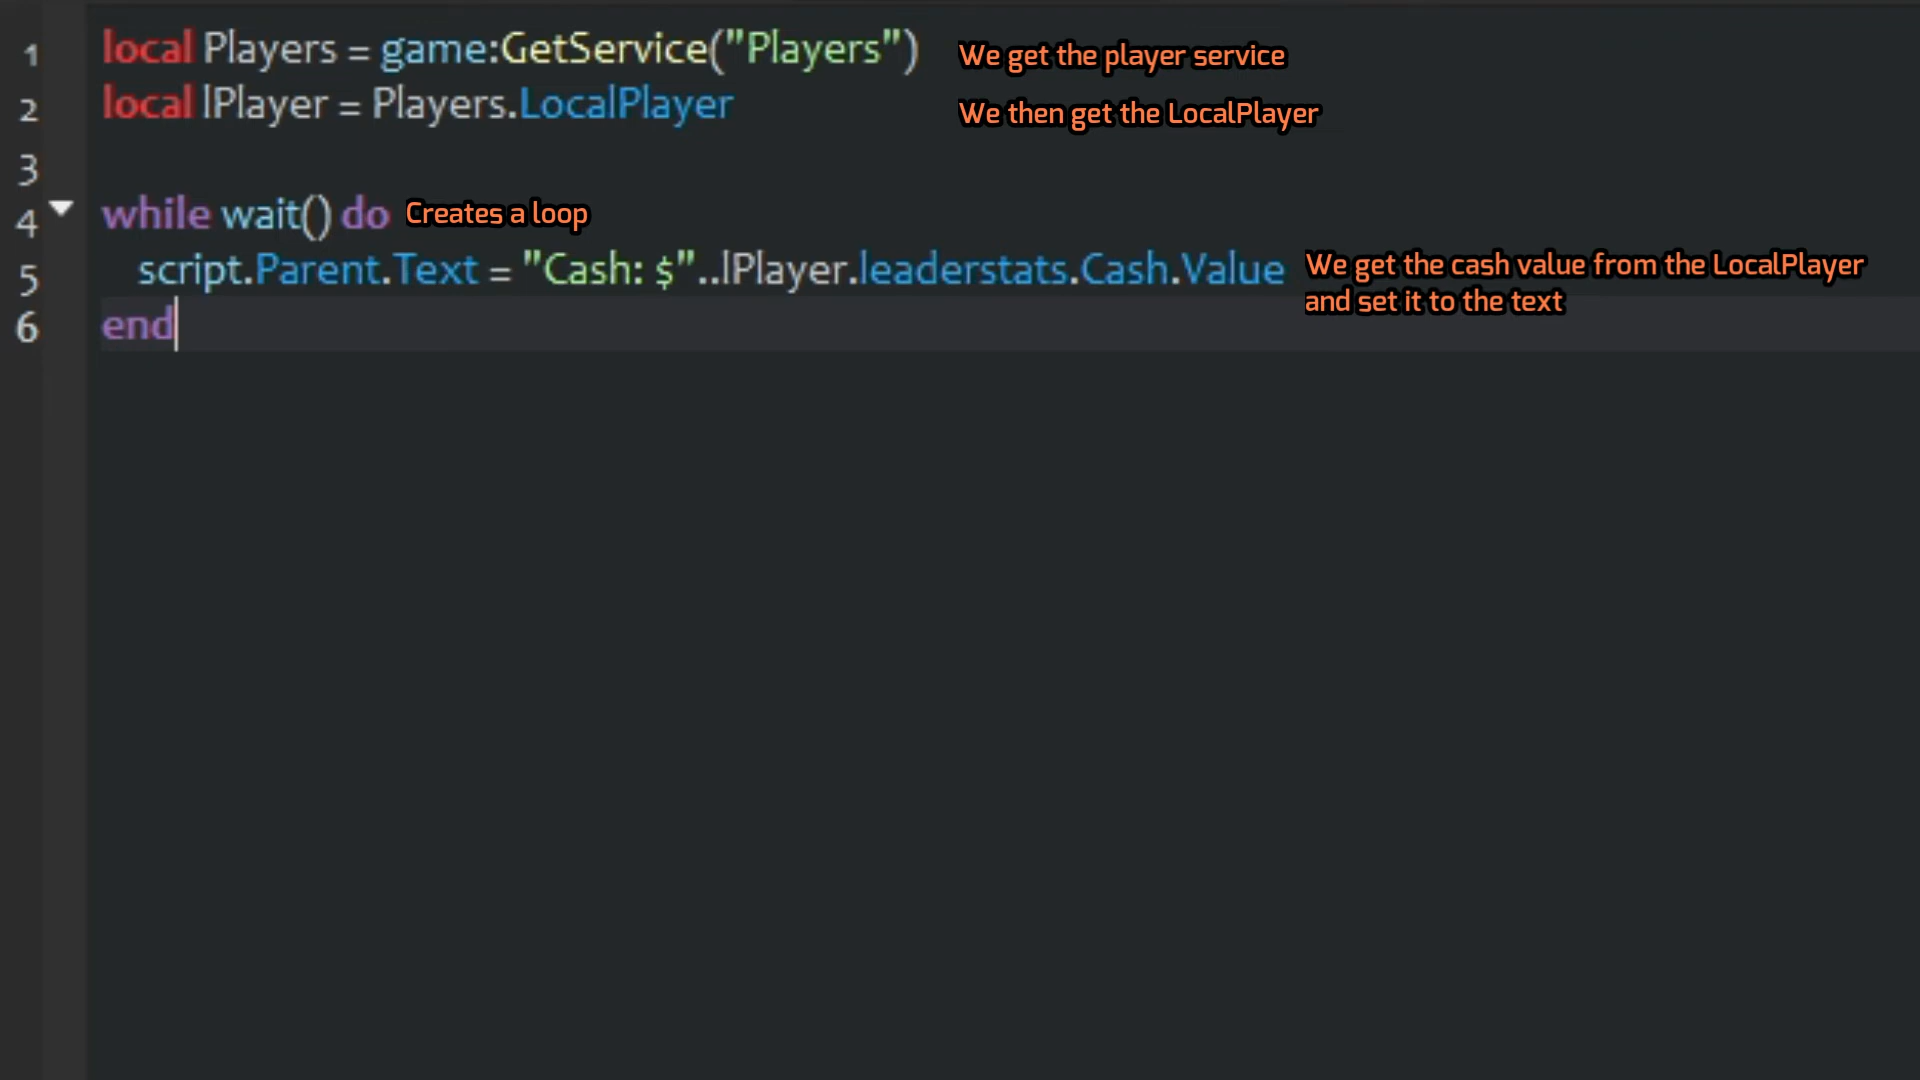 1 local Players = game:GetService("Players") We get the player service
2 local lPlayer = Players.LocalPlayer We then get the LocalPlayer
3
4 while wait() do Creates a loop
5 script.Parent.Text = "Cash: $"..lPlayer.leaderstats.Cash.Value We get the cash value from the LocalPlayer
and set it to the text
6 end